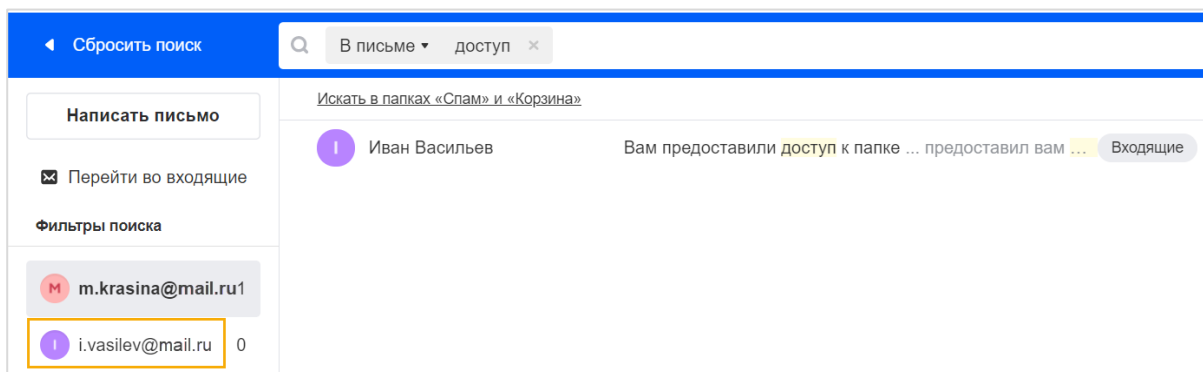 Сбросить поиск
В письме доступ ×
Написать письмо
Искать в папках «Спам» и «Корзина»
I Иван Васильев Вам предоставили доступ к папке ... предоставил вам ... Входящие
Перейти во входящие
Фильтры поиска
M m.krasina@mail.ru 1
I i.vasilev@mail.ru 0